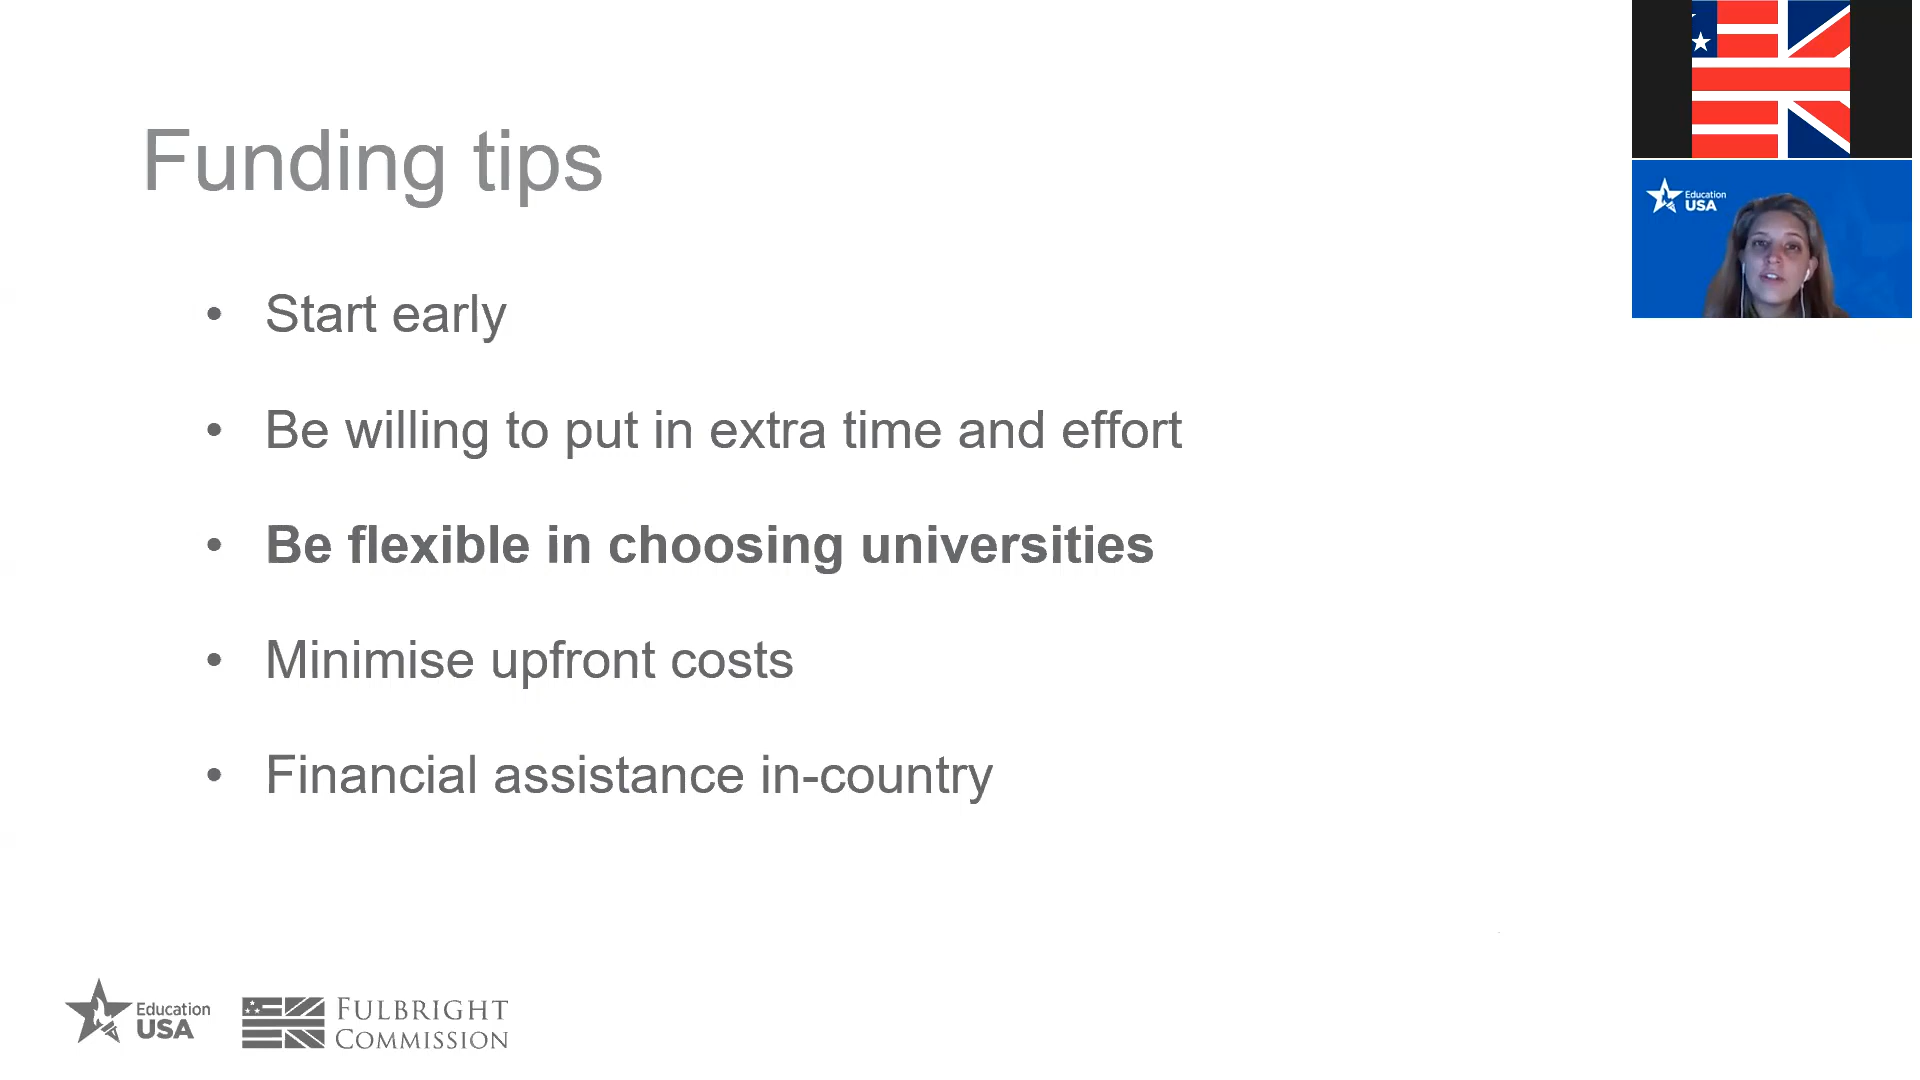 Funding tips
• Start early
• Be willing to put in extra time and effort
• Be flexible in choosing universities
• Minimise upfront costs
• Financial assistance in-country
Education
USA
Education
USA
FULBRIGHT
COMMISSION